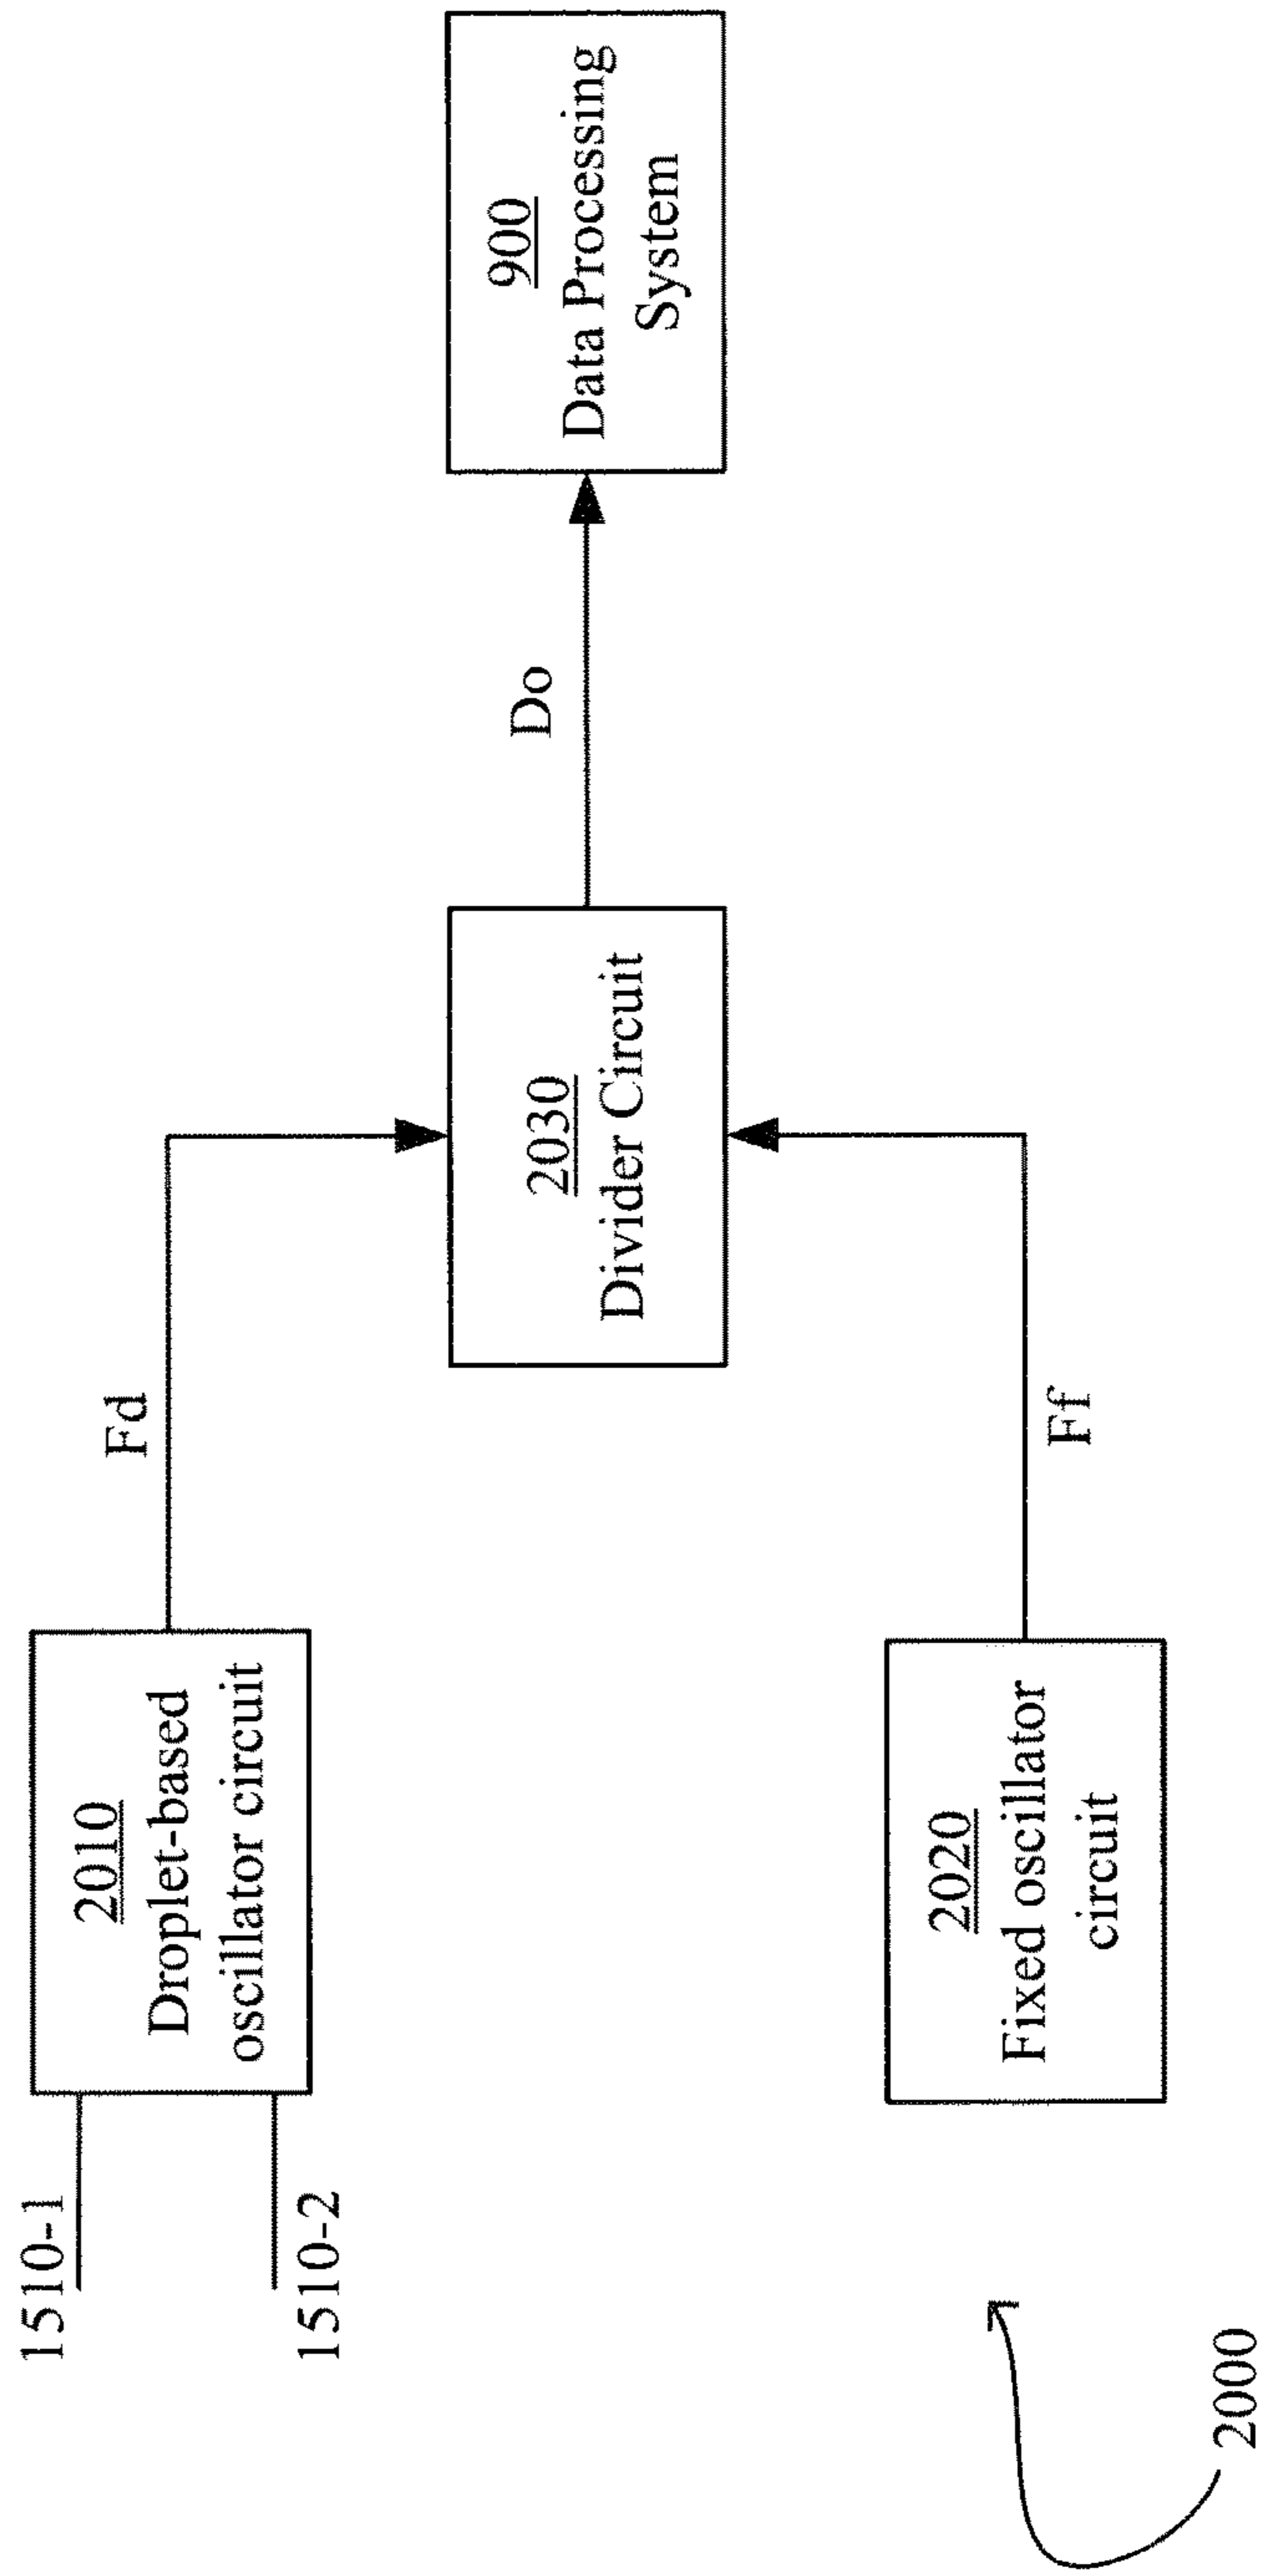 1510-1
1510-2
2010
Droplet-based
oscillator circuit
Fd
2020
Fixed oscillator
circuit
Ff
2030
Divider Circuit
Do
900
Data Processing
System
2000